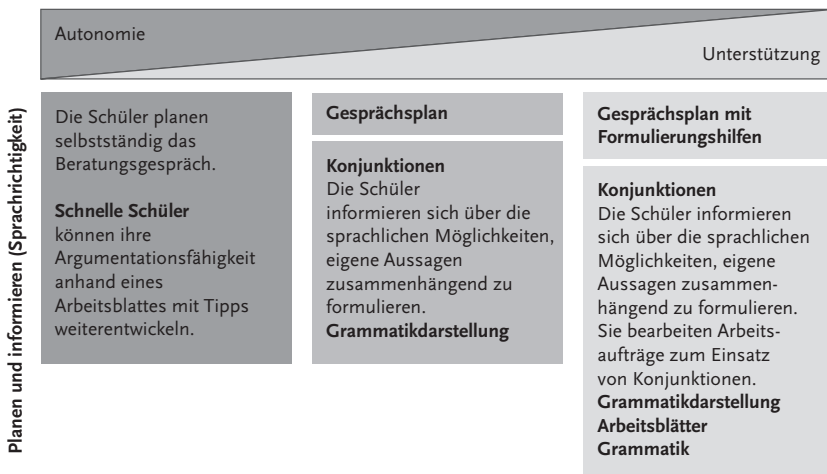 Autonomie
Unterstützung
Planen und informieren (Sprachrichtigkeit)
Die Schüler planen
selbstständig das
Beratungsgespräch.
Schnelle Schüler
können ihre
Argumentationsfähigkeit
anhand eines
Arbeitsblattes mit Tipps
weiterentwickeln.
Gesprächsplan
Konjunktionen
Die Schüler
informieren sich über die
sprachlichen Möglichkeiten,
eigene Aussagen
zusammenhängend zu
formulieren.
Grammatikdarstellung
Gesprächsplan mit
Formulierungshilfen
Konjunktionen
Die Schüler informieren
sich über die sprachlichen
Möglichkeiten, eigene
Aussagen zusammen-
hängend zu formulieren.
Sie bearbeiten Arbeits-
aufträge zum Einsatz
von Konjunktionen.
Grammatikdarstellung
Arbeitsblätter
Grammatik